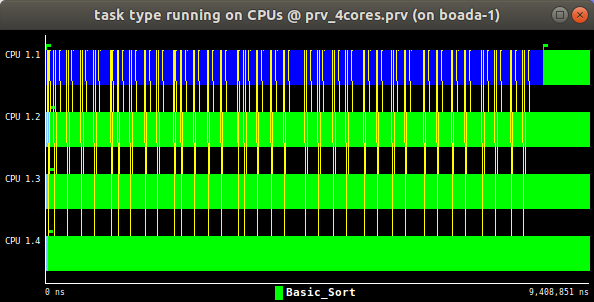 task type running on CPUs @ prv_4cores.prv (on boada-1)
CPU 1.1
CPU 1.2
CPU 1.3
CPU 1.4
0 ns
Basic_Sort
9,408,851 ns